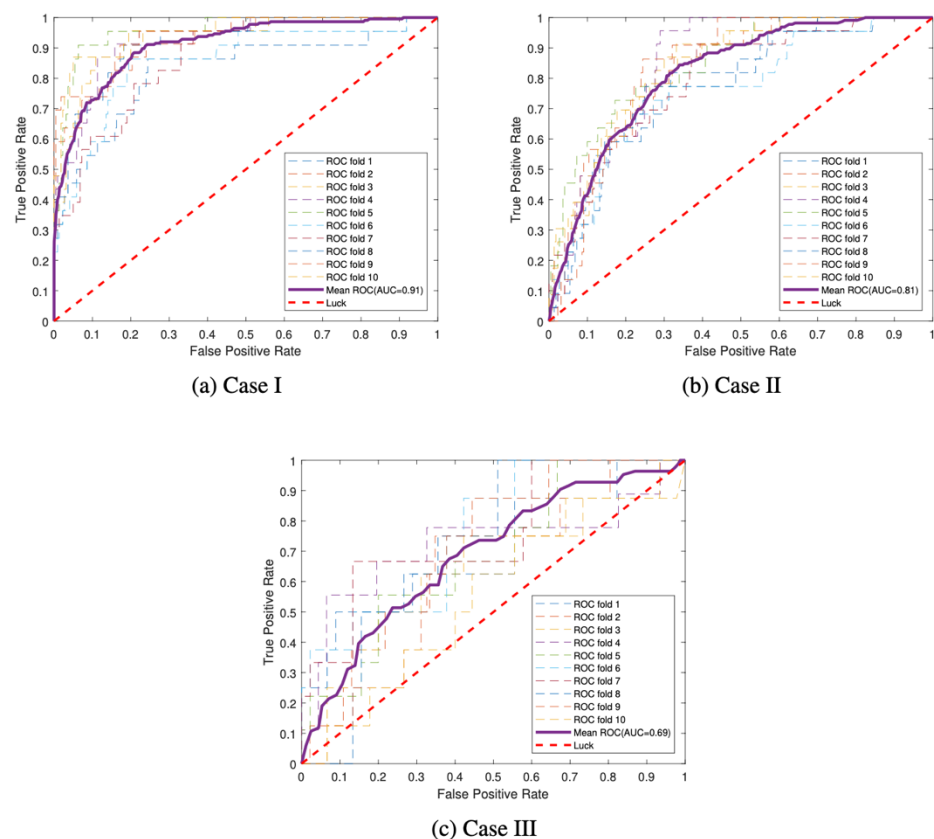 1
0.9
0.8
0.7
0.6
0.5
0.4
0.3
0.2
0.1
0
True Positive Rate
ROC fold 1
ROC fold 2
ROC fold 3
ROC fold 4
ROC fold 5
ROC fold 6
ROC fold 7
ROC fold 8
ROC fold 9
ROC fold 10
Mean ROC(AUC=0.91)
Luck
0 0.1 0.2 0.3 0.4 0.5 0.6 0.7 0.8 0.9 1
False Positive Rate
(a) Case I
1
0.9
0.8
0.7
0.6
0.5
0.4
0.3
0.2
0.1
0
True Positive Rate
ROC fold 1
ROC fold 2
ROC fold 3
ROC fold 4
ROC fold 5
ROC fold 6
ROC fold 7
ROC fold 8
ROC fold 9
ROC fold 10
Mean ROC(AUC=0.81)
Luck
0 0.1 0.2 0.3 0.4 0.5 0.6 0.7 0.8 0.9 1
False Positive Rate
(b) Case II
1
0.9
0.8
0.7
0.6
0.5
0.4
0.3
0.2
0.1
0
True Positive Rate
ROC fold 1
ROC fold 2
ROC fold 3
ROC fold 4
ROC fold 5
ROC fold 6
ROC fold 7
ROC fold 8
ROC fold 9
ROC fold 10
Mean ROC(AUC=0.69)
Luck
0 0.1 0.2 0.3 0.4 0.5 0.6 0.7 0.8 0.9 1
False Positive Rate
(c) Case III